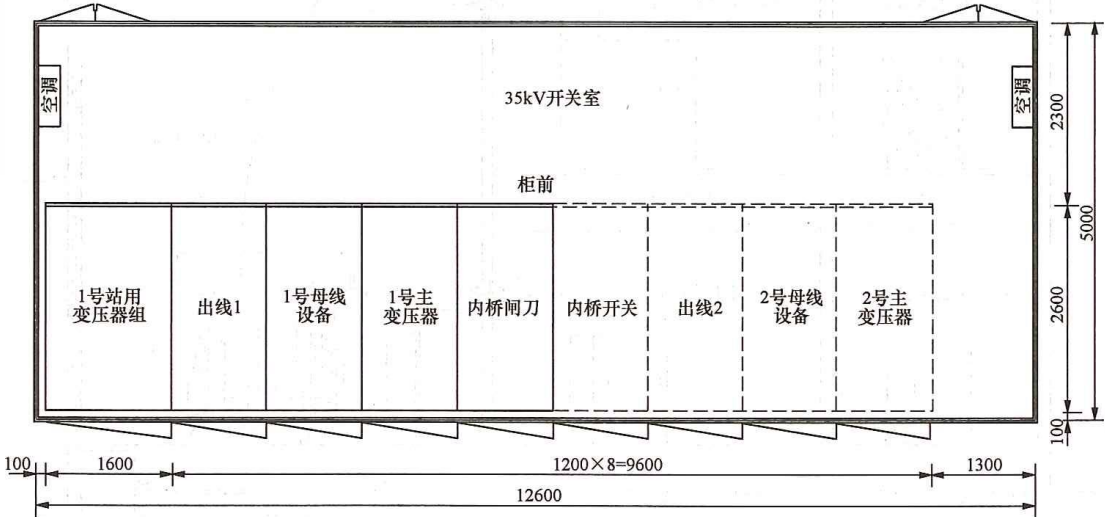 空调
35kV开关室
空调
2300
柜前
5000
1号站用
变压器组
出线1
1号母线
设备
1号主
变压器
内桥闸刀
内桥开关
出线2
2号母线
设备
2号主
变压器
2600
100
100
1600
1200×8=9600
1300
12600